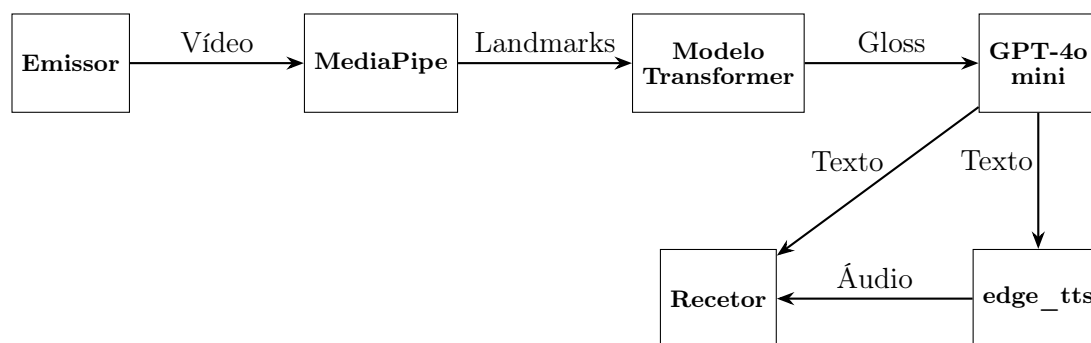 Vídeo
Landmarks
Gloss
Emissor
MediaPipe
Modelo
Transformer
GPT-4o
mini
Texto
Texto
Áudio
Recetor
edge_tts